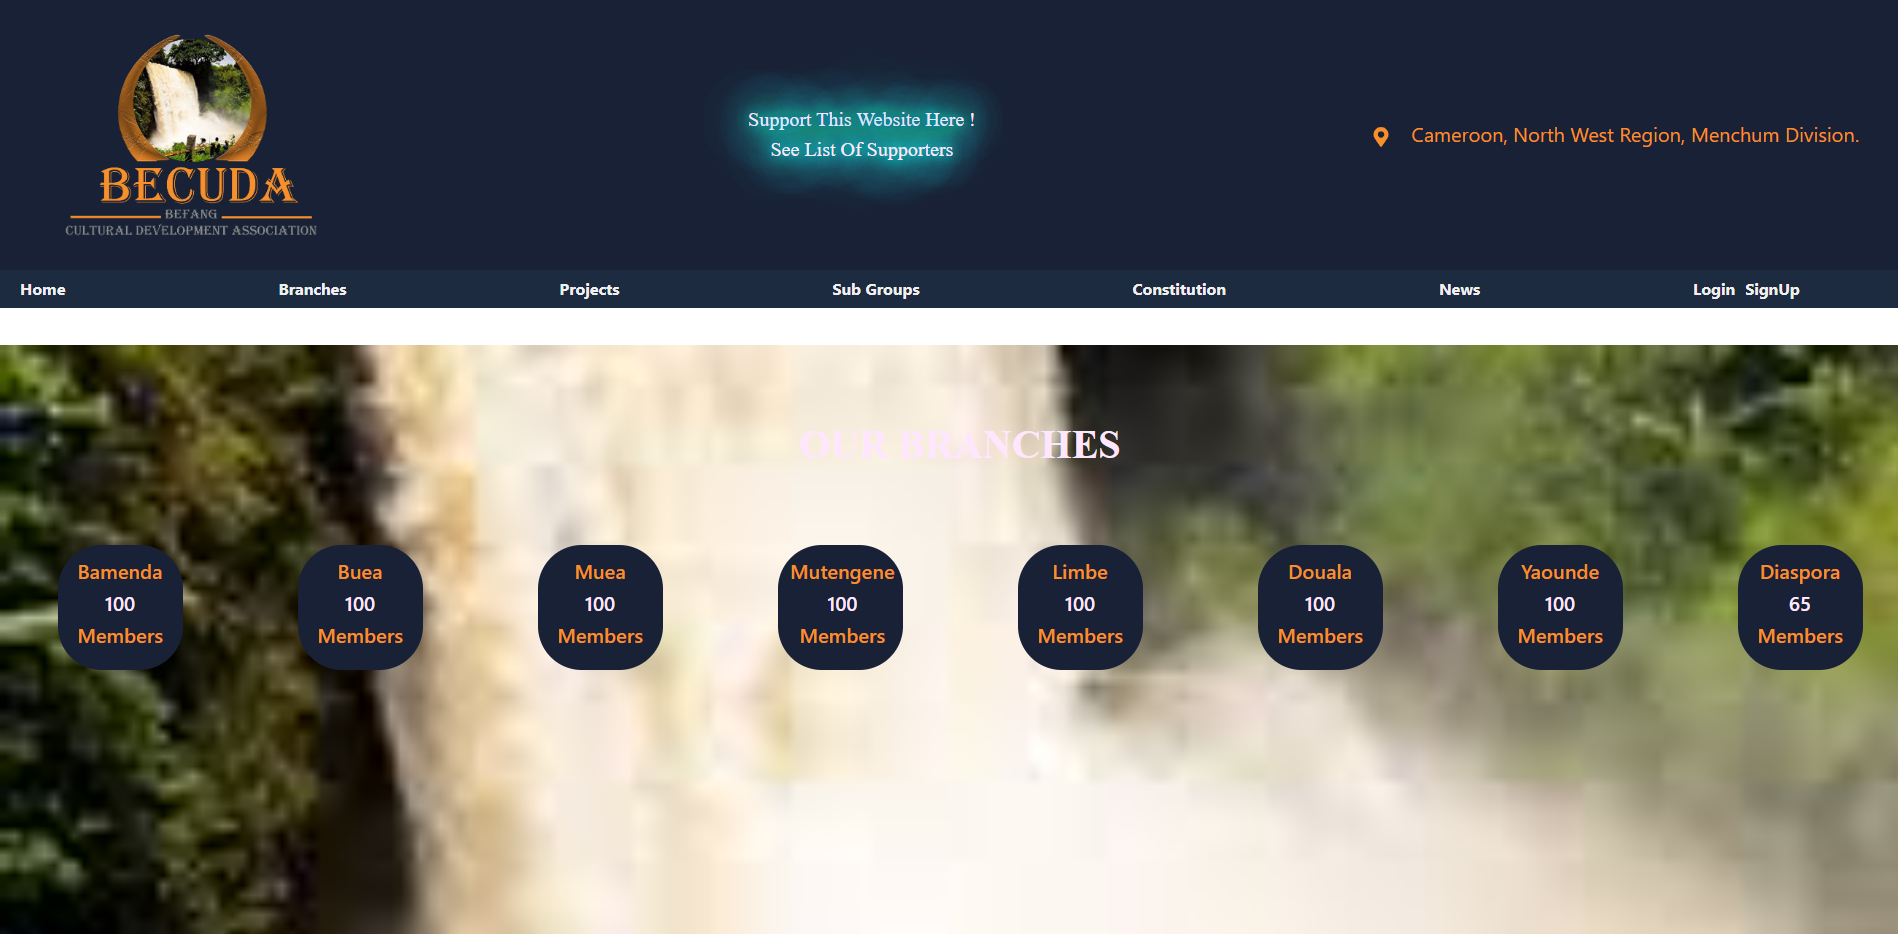 BECUDA
BEFANG
CULTURAL DEVELOPMENT ASSOCIATION
Support This Website Here !
See List Of Supporters
Cameroon, North West Region, Menchum Division.
Home Branches Projects Sub Groups Constitution News Login SignUp
OUR BRANCHES
Bamenda
100
Members
Buea
100
Members
Muea
100
Members
Mutengene
100
Members
Limbe
100
Members
Douala
100
Members
Yaounde
100
Members
Diaspora
65
Members